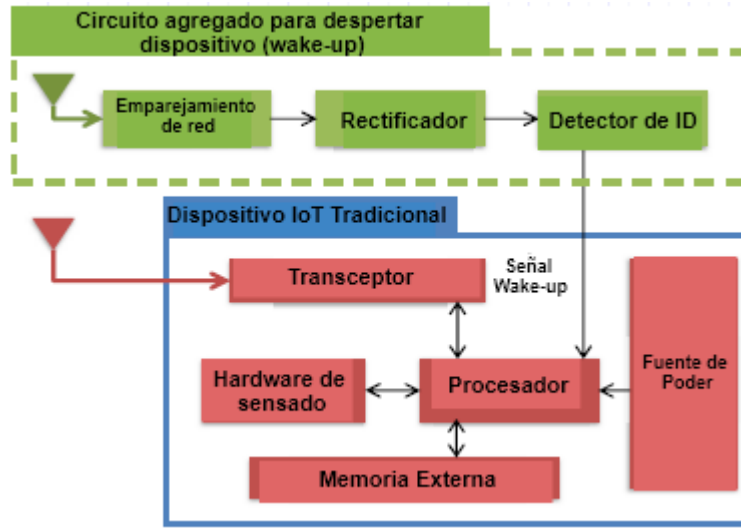 Circuito agregado para despertar
dispositivo (wake-up)
Emparejamiento
de red
Rectificador
Detector de ID
Dispositivo IoT Tradicional
Transceptor
Señal
Wake-up
Hardware de
sensado
Procesador
Fuente de
Poder
Memoria Externa